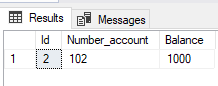 Results Messages
Id Number_account Balance
1 2 102 1000